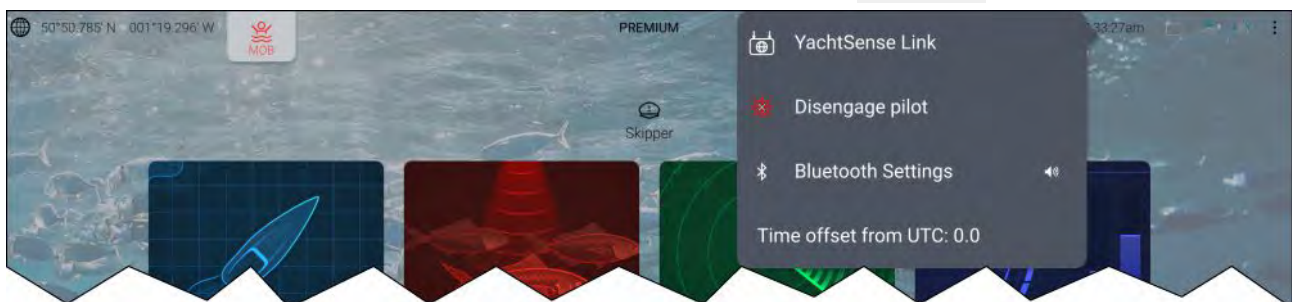 50°50.785' N 001°19.296' W
MOB
PREMIUM
Skipper
YachtSense Link
Disengage pilot
Bluetooth Settings
Time offset from UTC: 0.0